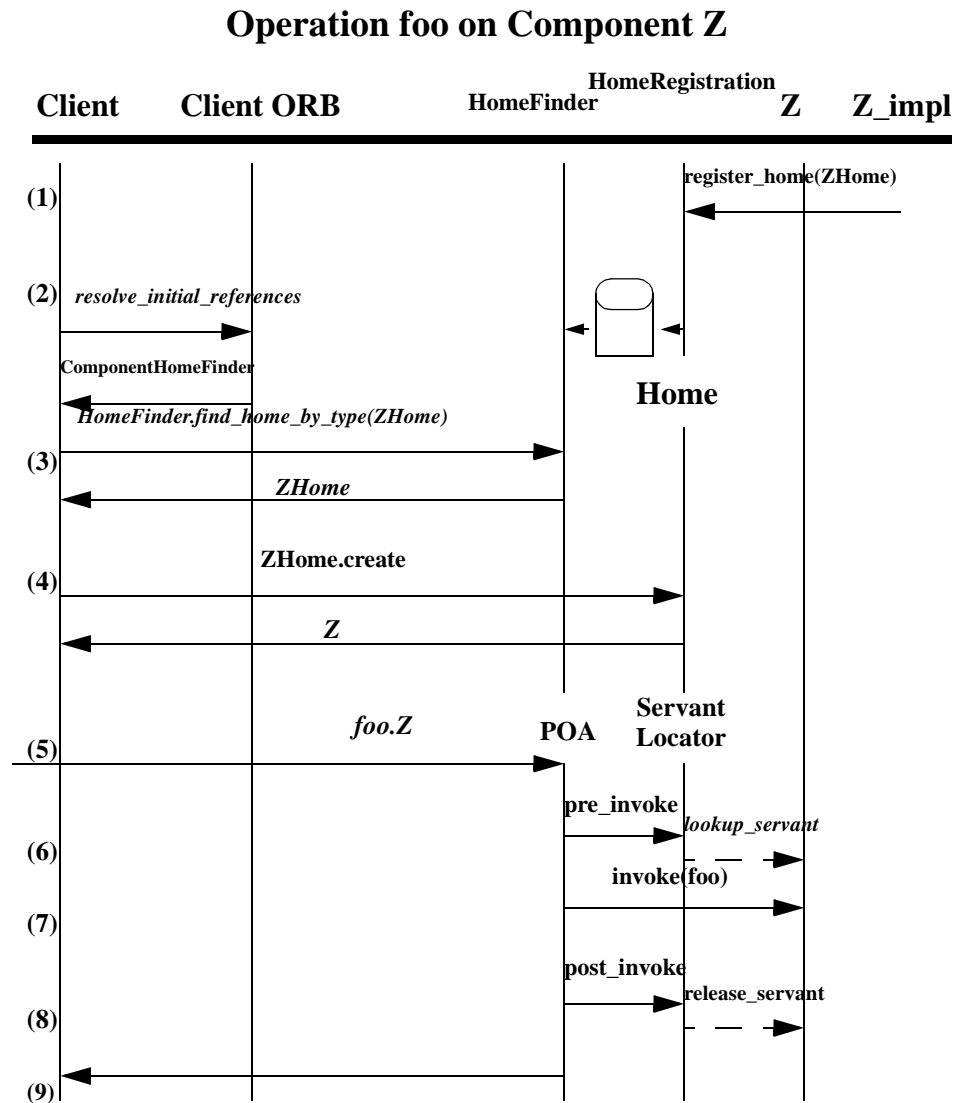 Operation foo on Component Z
HomeRegistration
Client Client ORB HomeFinder Z Z_impl
register_home(ZHome)
(1)
(2) resolve_initial_references
ComponentHomeFinder
Home
HomeFinder.find_home_by_type(ZHome)
(3)
ZHome
ZHome.create
(4)
Z
foo.Z
POA
Servant
Locator
(5)
pre_invoke
lookup_servant
(6)
invoke(foo)
(7)
post_invoke
release_servant
(8)
(9)